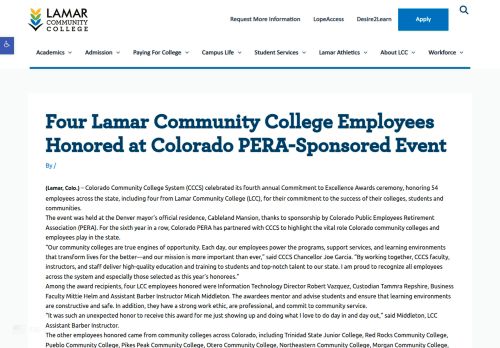 LAMAR
COMMUNITY
COLLEGE
Request More Information LopeAccess Desire2Learn Apply
Academics Admission Paying For College Campus Life Student Services Lamar Athletics About LCC Workforce
Four Lamar Community College Employees
Honored at Colorado PERA-Sponsored Event
By /
(Lamar, Colo.) – Colorado Community College System (CCCS) celebrated its fourth annual Commitment to Excellence Awards ceremony, honoring 54
employees across the state, including four from Lamar Community College (LCC), for their commitment to the success of their colleges, students and
communities.
The event was held at the Denver mayor's official residence, Cableland Mansion, thanks to sponsorship by Colorado Public Employees Retirement
Association (PERA). For the sixth year in a row, Colorado PERA has partnered with CCCS to highlight the vital role Colorado community colleges and
employees play in the state.
"Our community colleges are true engines of opportunity. Each day, our employees power the programs, support services, and learning environments
that transform lives for the better---and our mission is more important than ever," said CCCS Chancellor Joe Garcia. "By working together, CCCS faculty,
instructors, and staff deliver high-quality education and training to students and top-notch talent to our state. I am proud to recognize all employees
across the system and especially those selected as this year's honorees."
Among the award recipients, four LCC employees honored were Information Technology Director Robert Vazquez, Custodian Tammra Repshire, Business
Faculty Mittie Helm and Assistant Barber Instructor Micah Middleton. The awardees mentor and advise students and ensure that learning environments
are constructive and safe. In addition, they have a strong work ethic, are professional, and commit to community service.
"It was such an unexpected honor to receive this award for me just showing up and doing what I love to do day in and day out," said Middleton, LCC
Assistant Barber Instructor.
The other employees honored came from community colleges across Colorado, including Trinidad State Junior College, Red Rocks Community College,
Pueblo Community College, Pikes Peak Community College, Otero Community College, Northeastern Community College, Morgan Community College,